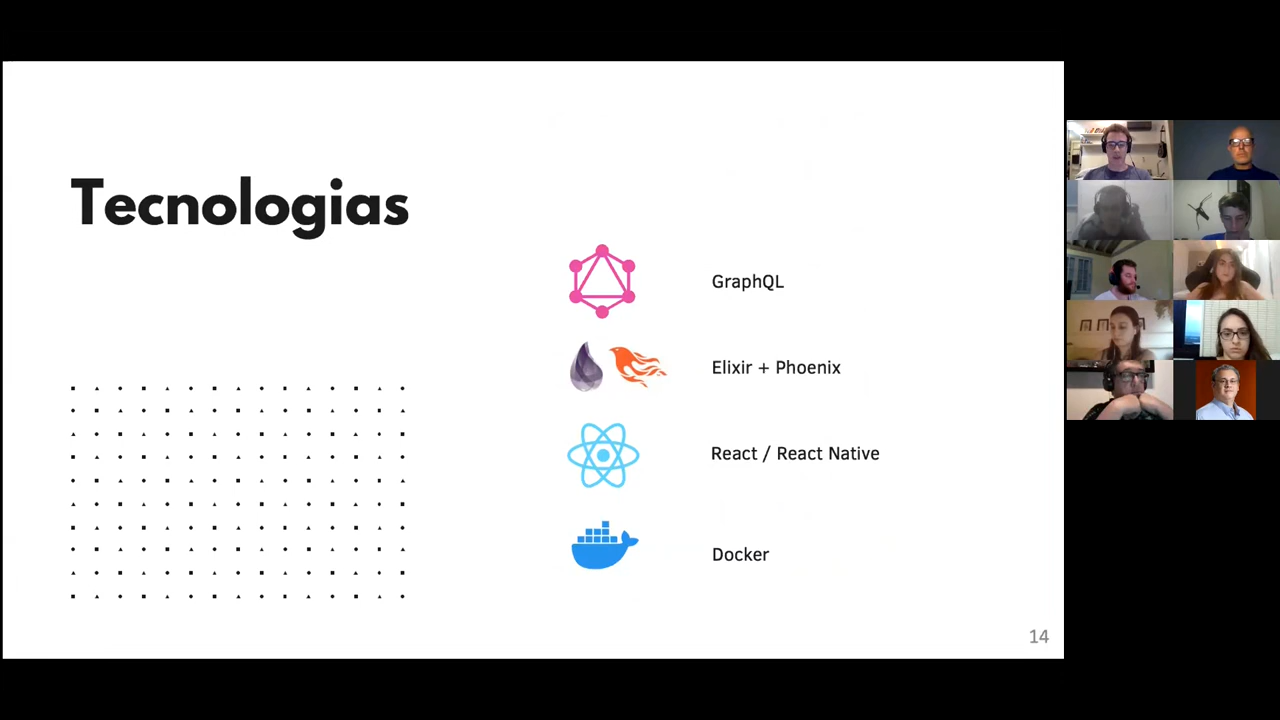 Tecnologias
GraphQL
Elixir + Phoenix
React / React Native
Docker
14